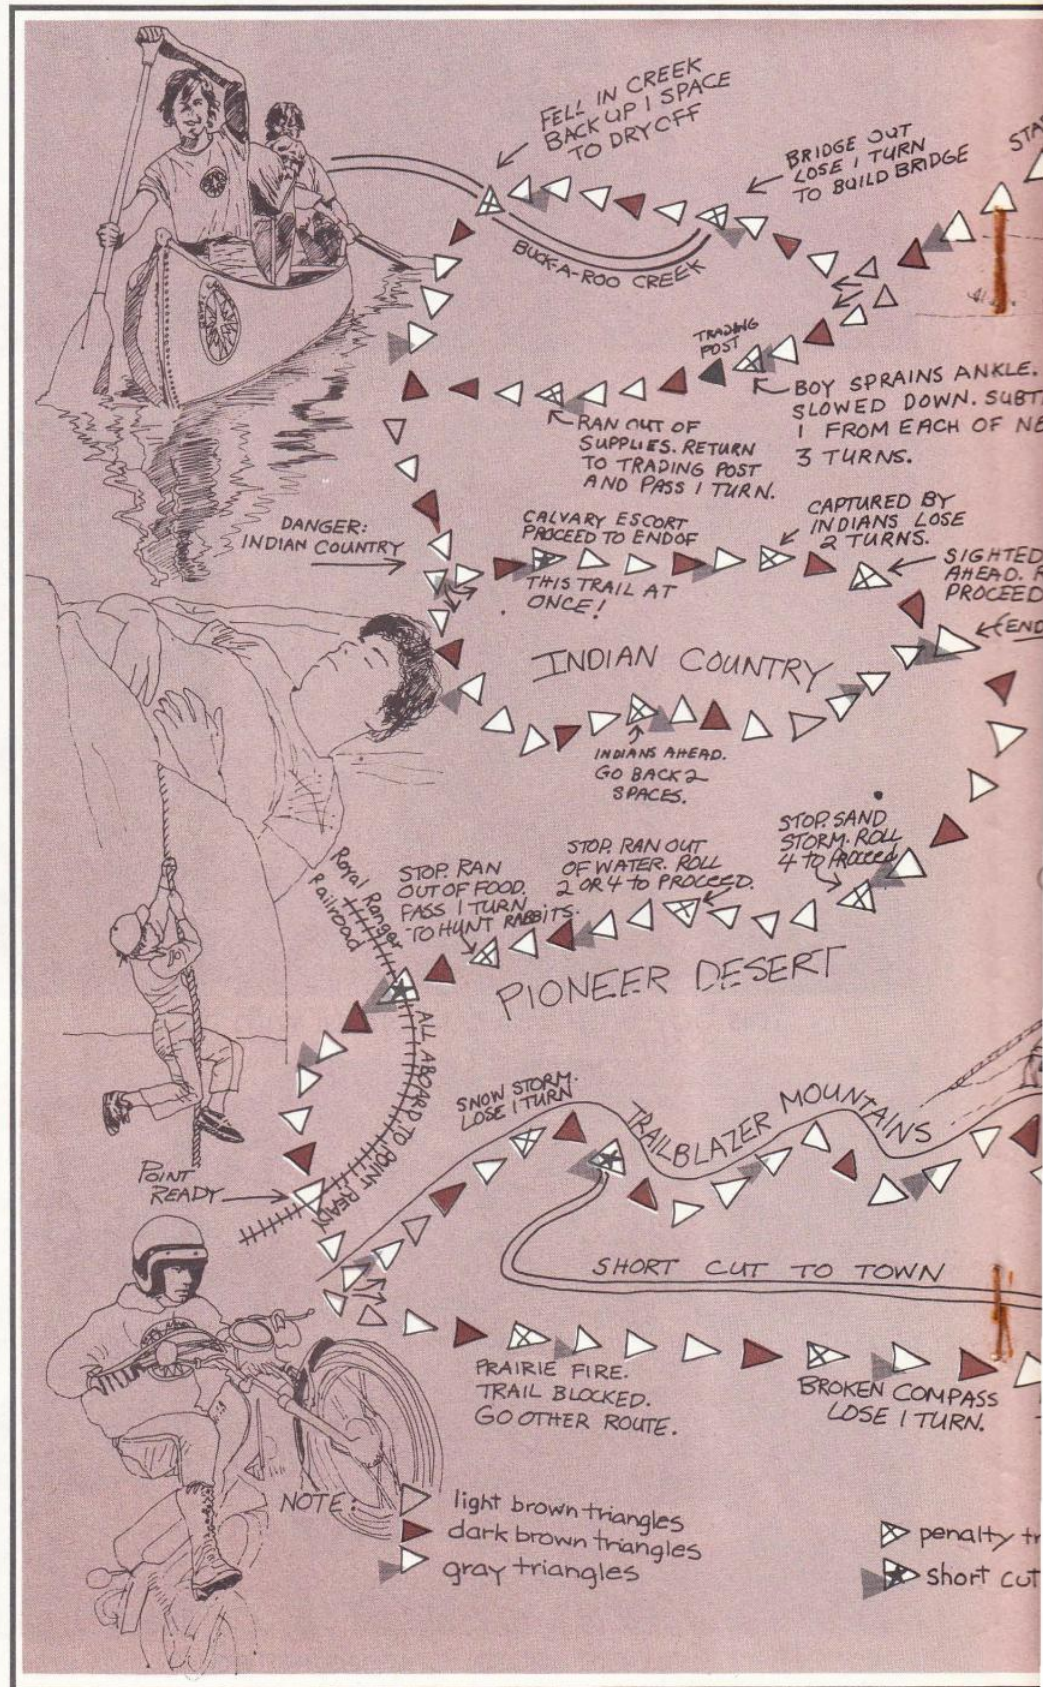 FELL IN CREEK
BACK UP 1 SPACE
TO DRY OFF
BRIDGE OUT
LOSE 1 TURN
TO BUILD BRIDGE
STA
BUCK-A-ROO CREEK
TRADING
POST
BOY SPRAINS ANKLE.
SLOWED DOWN. SUBT
1 FROM EACH OF NE
3 TURNS.
RAN OUT OF
SUPPLIES. RETURN
TO TRADING POST
AND PASS 1 TURN.
DANGER:
INDIAN COUNTRY
CALVARY ESCORT
PROCEED TO END OF
THIS TRAIL AT
ONCE!
CAPTURED BY
INDIANS LOSE
2 TURNS.
SIGHTED
AHEAD. R
PROCEED
END
INDIAN COUNTRY
INDIANS AHEAD.
GO BACK 2
SPACES.
STOP. SAND
STORM. ROLL
4 TO PROCEED
STOP. RAN OUT
OF WATER. ROLL
2 OR 4 TO PROCEED.
STOP. RAN
OUT OF FOOD.
PASS 1 TURN
TO HUNT RABBITS.
Royal Ranger
Railroad
PIONEER DESERT
ALL ABOARD TO POINT READY
POINT
READY
SNOW STORM.
LOSE 1 TURN
TRAILBLAZER MOUNTAINS
SHORT CUT TO TOWN
PRAIRIE FIRE.
TRAIL BLOCKED.
GO OTHER ROUTE.
BROKEN COMPASS
LOSE 1 TURN.
NOTE:
light brown triangles
dark brown triangles
gray triangles
penalty tr
short cut